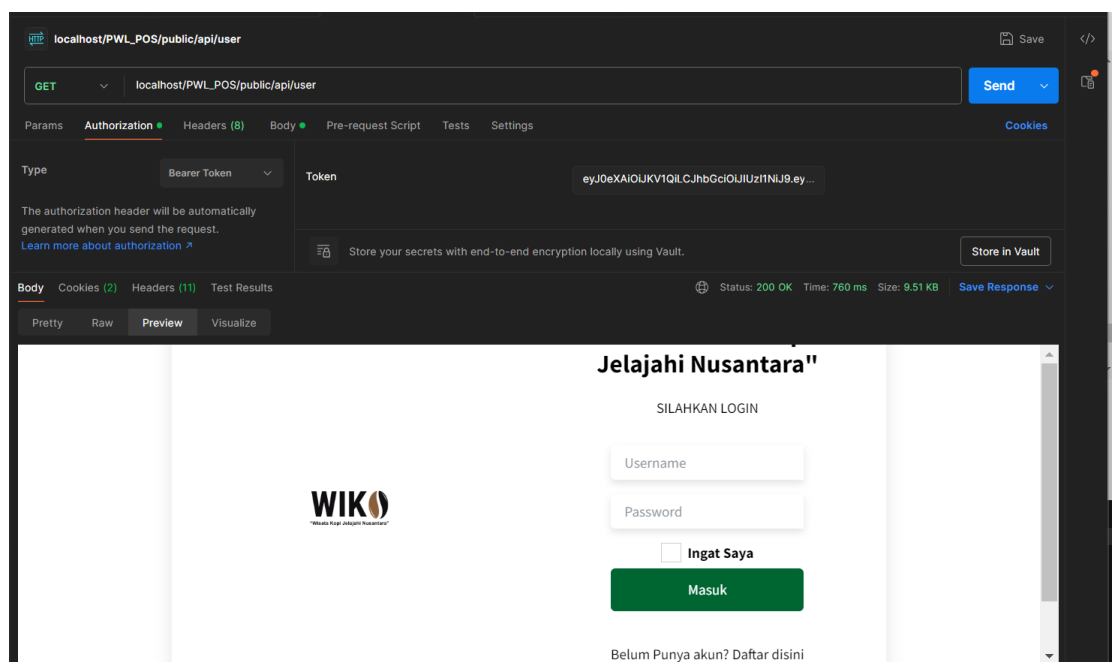 HTTP localhost/PWL_POS/public/api/user Save </>
GET localhost/PWL_POS/public/api/user Send
Params Authorization Headers (8) Body Pre-request Script Tests Settings Cookies
Type Bearer Token
The authorization header will be automatically
generated when you send the request.
Learn more about authorization ↗
Token eyJ0eXAiOiJKV1QiLCJhbGciOiJIUzI1NiJ9.ey...
Store your secrets with end-to-end encryption locally using Vault. Store in Vault
Body Cookies (2) Headers (11) Test Results Status: 200 OK Time: 760 ms Size: 9.51 KB Save Response
Pretty Raw Preview Visualize
Jelajahi Nusantara"
SILAHKAN LOGIN
Username
WIKO
"Wisata Kopi Jelajahi Nusantara"
Password
Ingat Saya
Masuk
Belum Punya akun? Daftar disini